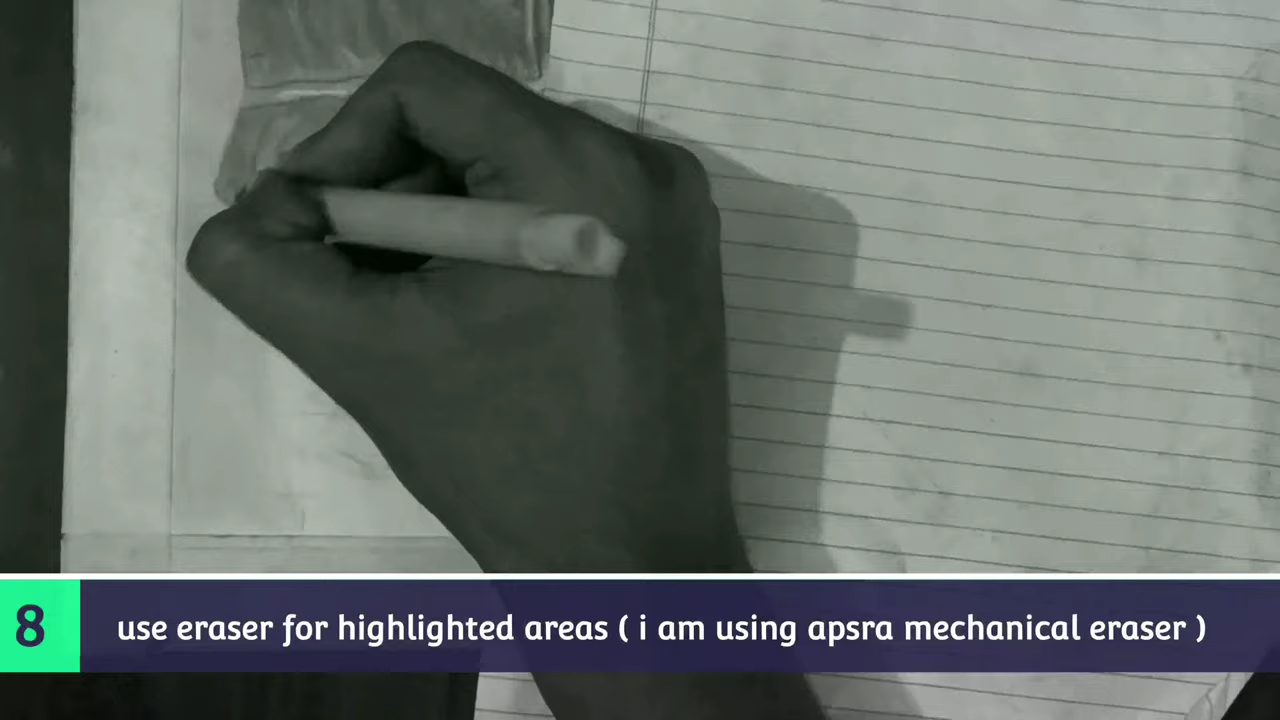 8
use eraser for highlighted areas ( i am using apsra mechanical eraser )